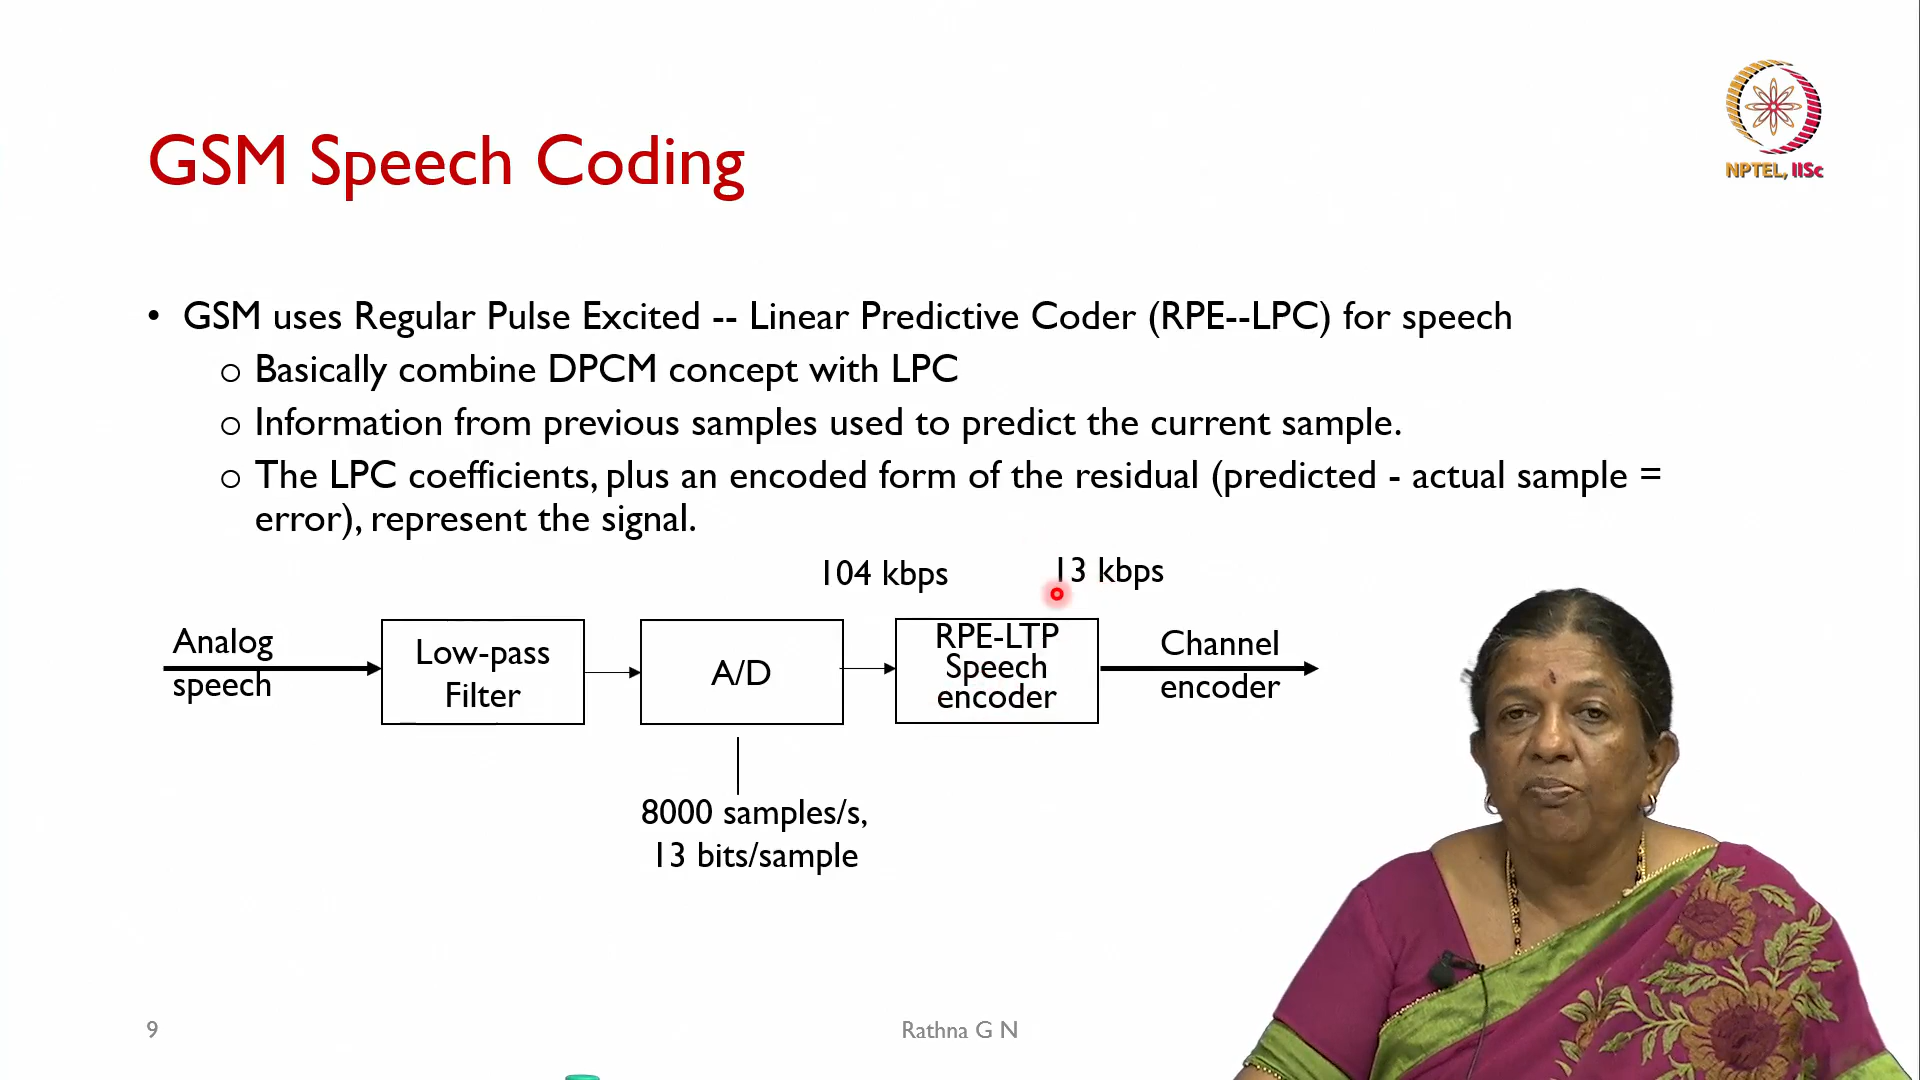 NPTEL, IISc
GSM Speech Coding
• GSM uses Regular Pulse Excited -- Linear Predictive Coder (RPE--LPC) for speech
o Basically combine DPCM concept with LPC
o Information from previous samples used to predict the current sample.
o The LPC coefficients, plus an encoded form of the residual (predicted - actual sample =
error), represent the signal.
104 kbps
13 kbps
Analog
speech
Low-pass
Filter
A/D
RPE-LTP
Speech
encoder
Channel
encoder
8000 samples/s,
13 bits/sample
9
Rathna G N